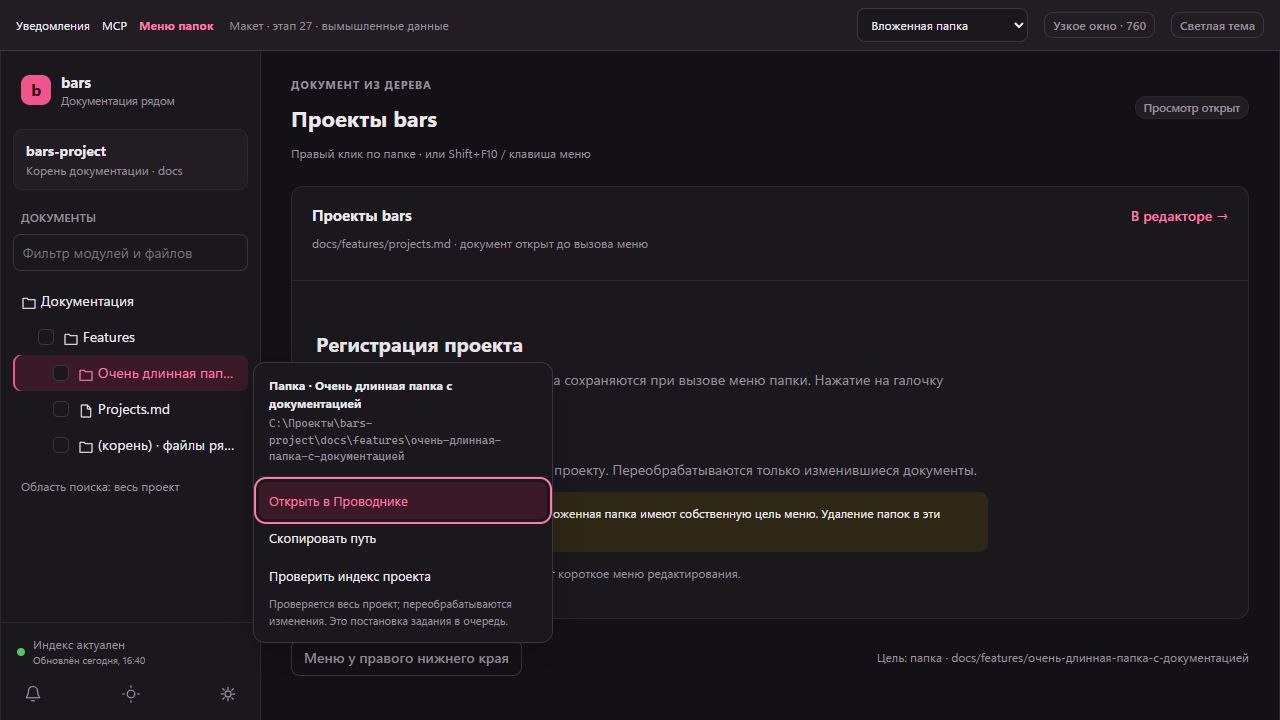 Уведомления MCP Меню папок Макет · этап 27 · вымышленные данные Вложенная папка Узкое окно · 760 Светлая тема
b bars
Документация рядом
bars-project
Корень документации · docs
ДОКУМЕНТЫ
Фильтр модулей и файлов
Документация
Features
Очень длинная пап...
Projects.md
(корень) · файлы ря...
Область поиска: весь проект
Индекс актуален
Обновлён сегодня, 16:40
ДОКУМЕНТ ИЗ ДЕРЕВА
Проекты bars
Просмотр открыт
Правый клик по папке · или Shift+F10 / клавиша меню
Проекты bars
В редакторе →
docs/features/projects.md · документ открыт до вызова меню
Регистрация проекта
а сохраняются при вызове меню папки. Нажатие на галочку
проекту. Переобрабатываются только изменившиеся документы.
оженная папка имеют собственную цель меню. Удаление папок в эти
короткое меню редактирования.
Папка · Очень длинная папка с
документацией
C:\Проекты\bars-
project\docs\features\очень-длинная-
папка-с-документацией
Открыть в Проводнике
Скопировать путь
Проверить индекс проекта
Проверяется весь проект; переобрабатываются
изменения. Это постановка задания в очередь.
Меню у правого нижнего края
Цель: папка · docs/features/очень-длинная-папка-с-документацией